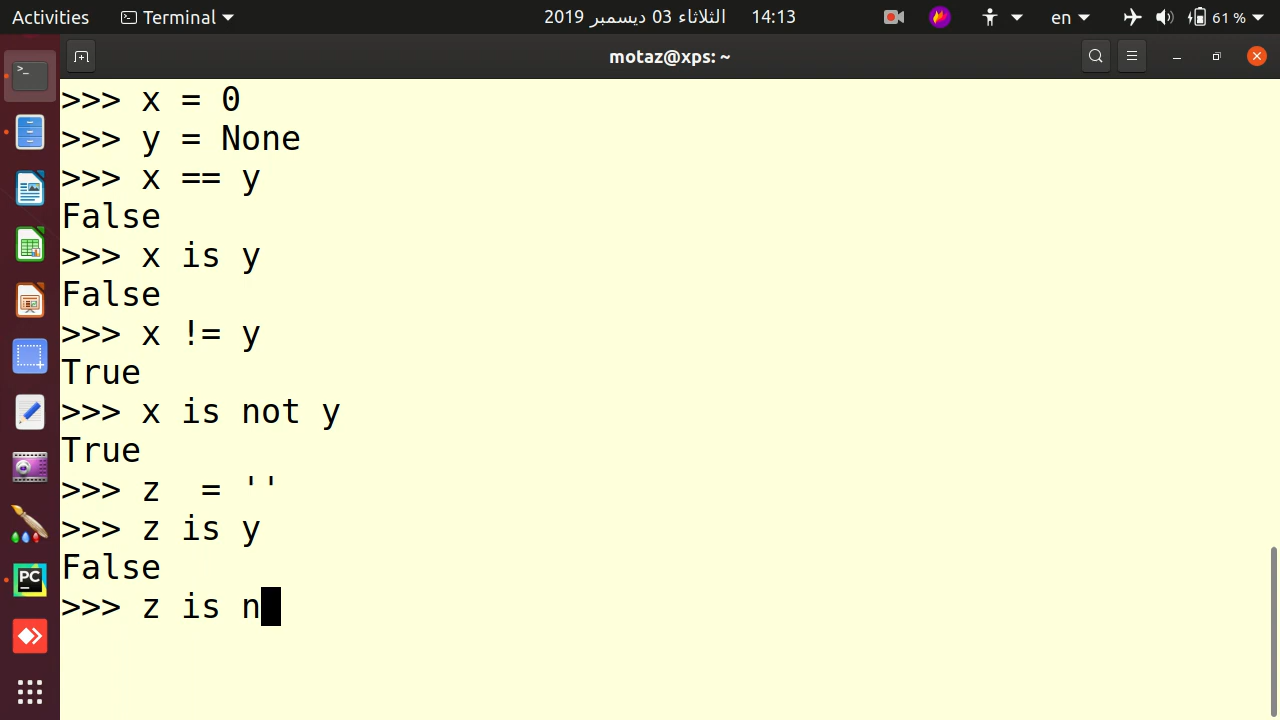 Activities Terminal 2019 الثلاثاء 03 ديسمبر 14:13 en 61 %
motaz@xps: ~
>>> x = 0
>>> y = None
>>> x == y
False
>>> x is y
False
>>> x != y
True
>>> x is not y
True
>>> z  = ''
>>> z is y
False
>>> z is n
PC